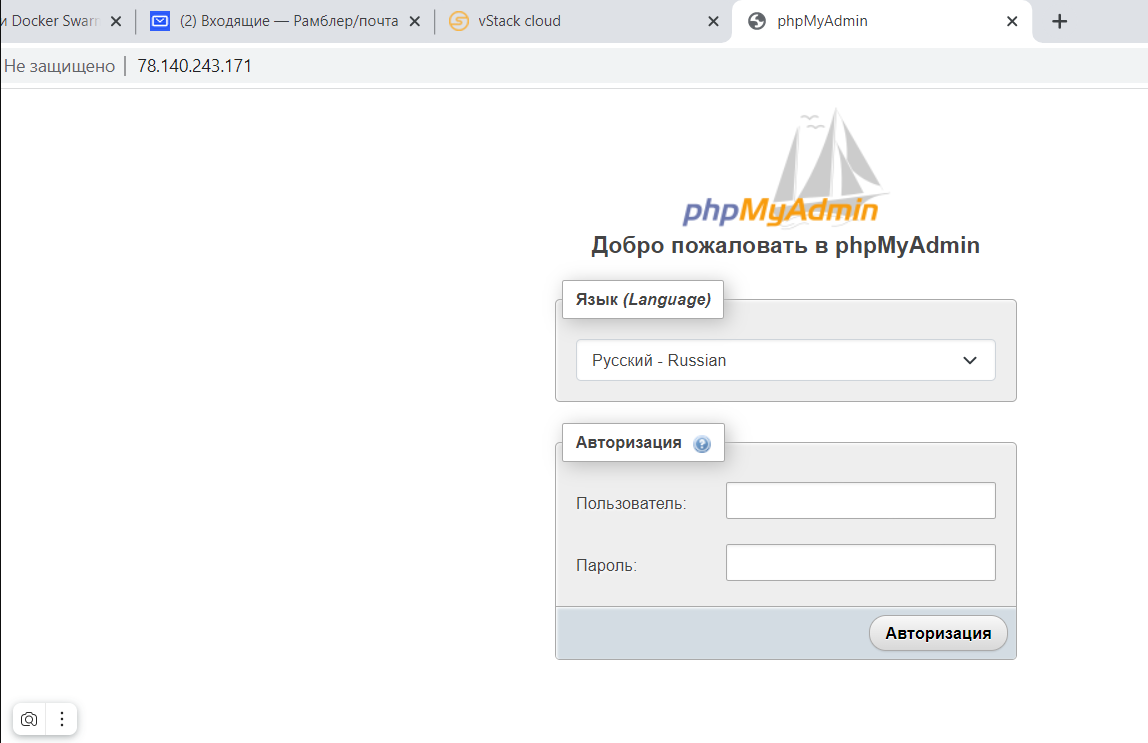 и Docker Swarm
(2) Входящие — Рамблер/почта
vStack cloud
phpMyAdmin
Не защищено
78.140.243.171
phpMyAdmin
Добро пожаловать в phpMyAdmin
Язык (Language)
Русский - Russian
Авторизация
Пользователь:
Пароль:
Авторизация